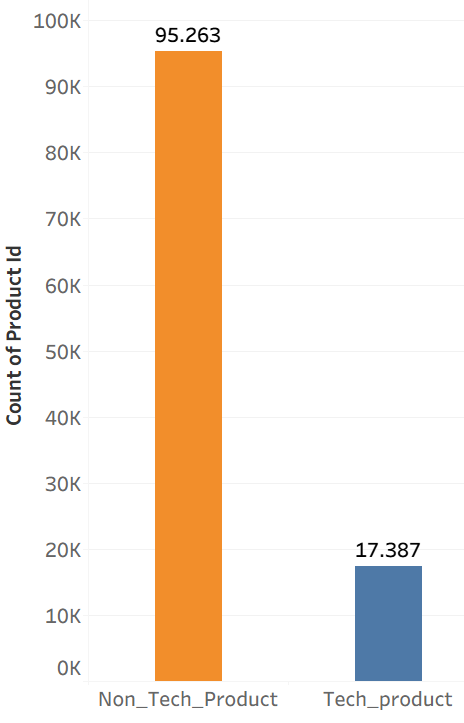 100K
95.263
90K
80K
70K
60K
50K
40K
30K
20K
17.387
10K
0K
Count of Product Id
Non_Tech_Product
Tech_product